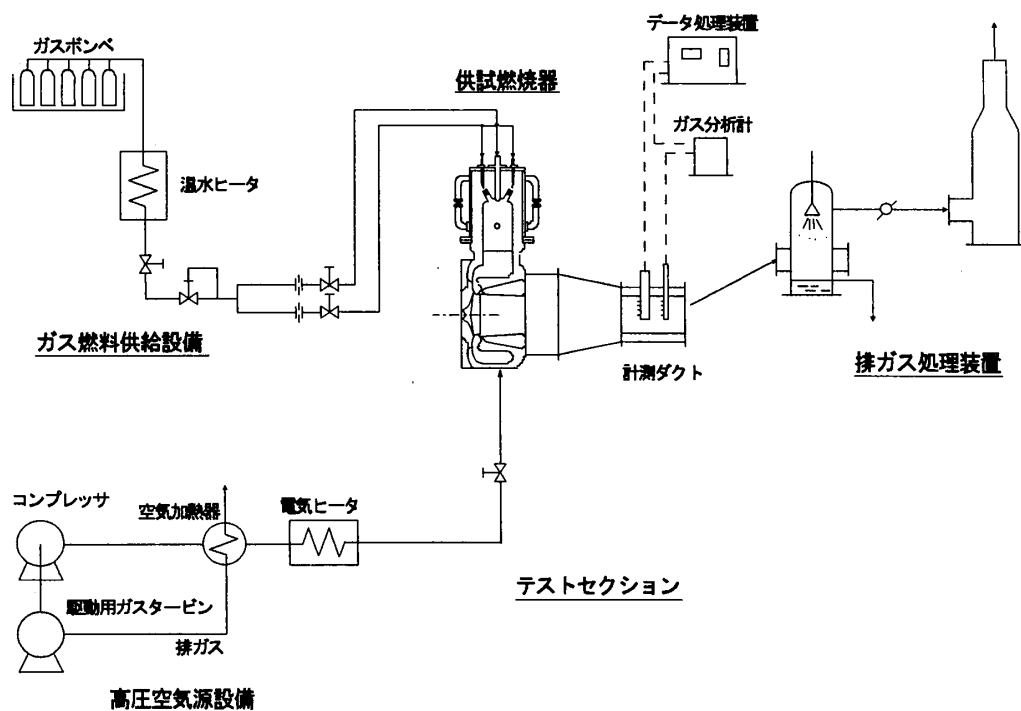 データ処理装置
ガスボンベ
供試燃焼器
ガス分析計
温水ヒータ
ガス燃料供給設備
計測ダクト
排ガス処理装置
コンプレッサ
空気加熱器
電気ヒータ
テストセクション
駆動用ガスタービン
排ガス
高圧空気源設備